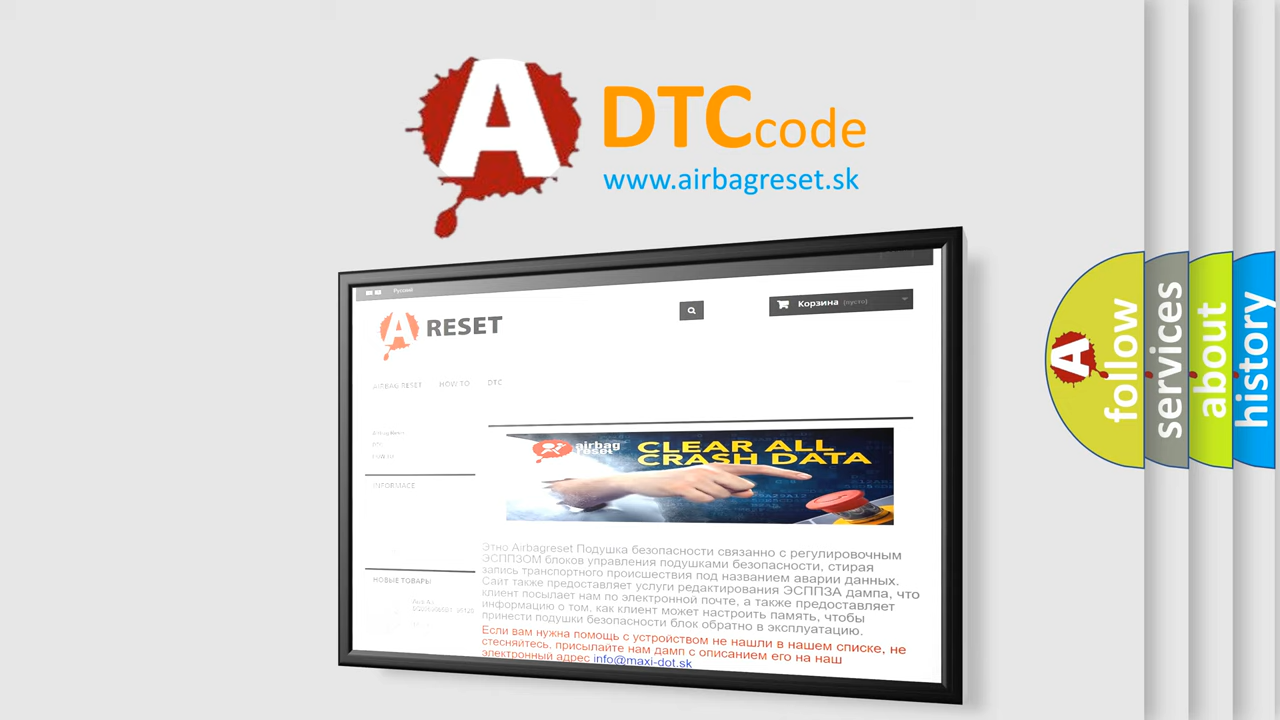 A
DTCcode
www.airbagreset.sk
Русский
A RESET
Корзина (пусто)
AIRBAG RESET HOW TO DTC
INFORMACE
airbag
reset
CLEAR ALL
CRASH DATA
Этно Airbagreset Подушка безопасности связанно с регулировочным
ЭСППЗОМ блоков управления подушками безопасности, стирая
запись транспортного происшествия под названием аварии данных.
Сайт также предоставляет услуги редактирования ЭСППЗА дампа, что
клиент посылает нам по электронной почте, а также предоставляет
информацию о том, как клиент может настроить память, чтобы
принести подушки безопасности блок обратно в эксплуатацию.
Если вам нужна помощь с устройством не нашли в нашем списке, не
стесняйтесь, присылайте нам дамп с описанием его на наш
электронный адрес info@maxi-dot.sk
НОВЫЕ ТОВАРЫ
A
follow
services
about
history